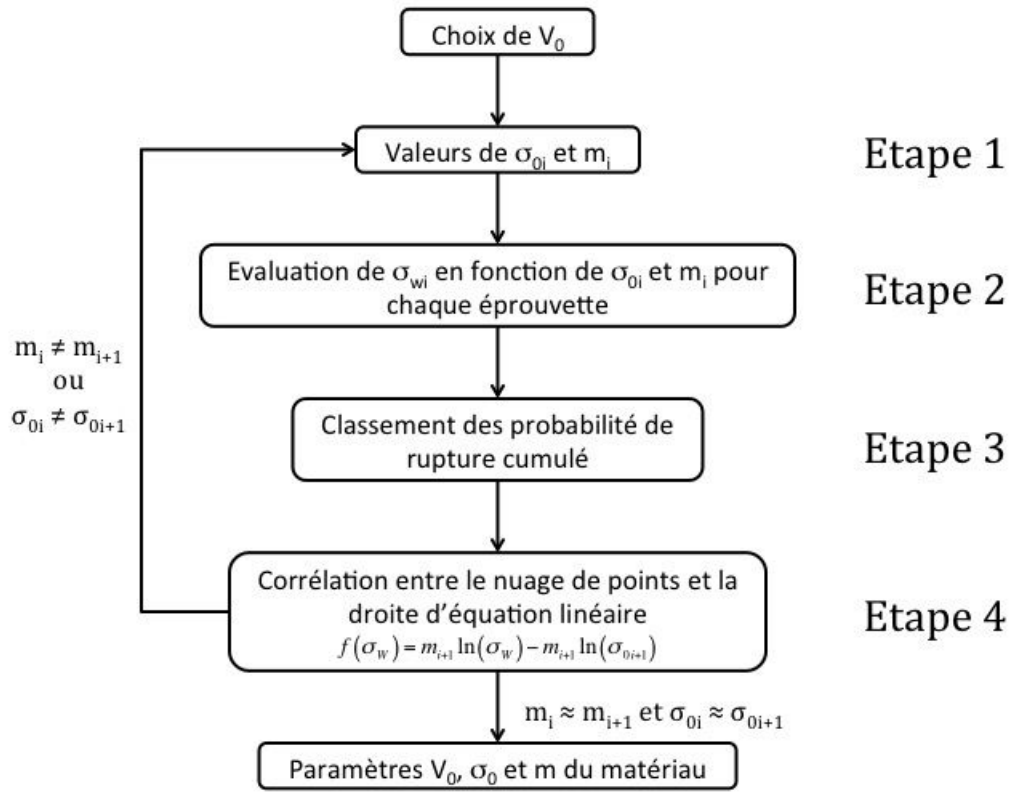 Choix de V₀
Valeurs de σ₀ᵢ et mᵢ
Etape 1
Evaluation de σ_wi en fonction de σ₀ᵢ et mᵢ pour
chaque éprouvette
Etape 2
mᵢ ≠ mᵢ₊₁
ou
σ₀ᵢ ≠ σ₀ᵢ₊₁
Classement des probabilité de
rupture cumulé
Etape 3
Corrélation entre le nuage de points et la
droite d'équation linéaire
f(σ_W) = mᵢ₊₁ ln(σ_W) − mᵢ₊₁ ln(σ₀ᵢ₊₁)
Etape 4
mᵢ ≈ mᵢ₊₁ et σ₀ᵢ ≈ σ₀ᵢ₊₁
Paramètres V₀, σ₀ et m du matériau